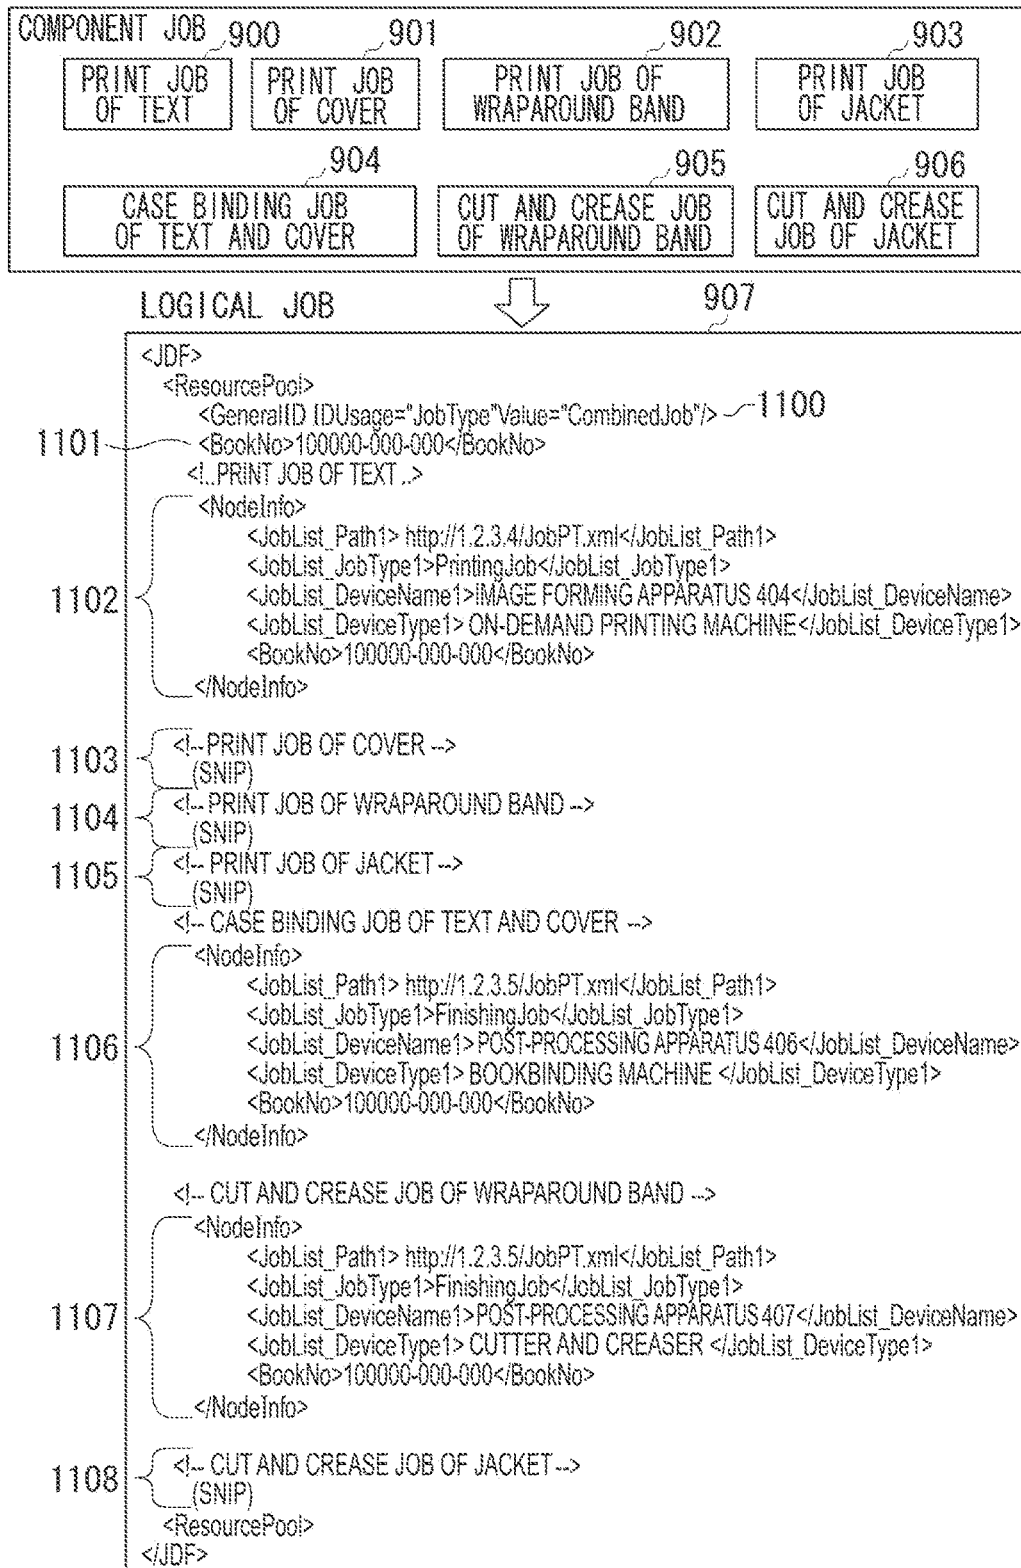 COMPONENT JOB
900
901
902
903
PRINT JOB
OF TEXT
PRINT JOB
OF COVER
PRINT JOB OF
WRAPAROUND BAND
PRINT JOB
OF JACKET
904
905
906
CASE BINDING JOB
OF TEXT AND COVER
CUT AND CREASE JOB
OF WRAPAROUND BAND
CUT AND CREASE
JOB OF JACKET
LOGICAL JOB
907
<JDF>
<ResourcePool>
<GeneralID IDUsage="JobType"Value="CombinedJob"/>
1100
1101
<BookNo>100000-000-000</BookNo>
<!..PRINT JOB OF TEXT..>
1102
<NodeInfo>
<JobList_Path1> http://1.2.3.4/JobPT.xml</JobList_Path1>
<JobList_JobType1>PrintingJob</JobList_JobType1>
<JobList_DeviceName1>IMAGE FORMING APPARATUS 404</JobList_DeviceName>
<JobList_DeviceType1> ON-DEMAND PRINTING MACHINE</JobList_DeviceType1>
<BookNo>100000-000-000</BookNo>
</NodeInfo>
1103
<!-- PRINT JOB OF COVER -->
(SNIP)
1104
<!-- PRINT JOB OF WRAPAROUND BAND -->
(SNIP)
1105
<!-- PRINT JOB OF JACKET -->
(SNIP)
<!-- CASE BINDING JOB OF TEXT AND COVER -->
1106
<NodeInfo>
<JobList_Path1> http://1.2.3.5/JobPT.xml</JobList_Path1>
<JobList_JobType1>FinishingJob</JobList_JobType1>
<JobList_DeviceName1>POST-PROCESSING APPARATUS 406</JobList_DeviceName>
<JobList_DeviceType1> BOOKBINDING MACHINE </JobList_DeviceType1>
<BookNo>100000-000-000</BookNo>
</NodeInfo>
<!-- CUT AND CREASE JOB OF WRAPAROUND BAND -->
1107
<NodeInfo>
<JobList_Path1> http://1.2.3.5/JobPT.xml</JobList_Path1>
<JobList_JobType1>FinishingJob</JobList_JobType1>
<JobList_DeviceName1>POST-PROCESSING APPARATUS 407</JobList_DeviceName>
<JobList_DeviceType1> CUTTER AND CREASER </JobList_DeviceType1>
<BookNo>100000-000-000</BookNo>
</NodeInfo>
1108
<!-- CUT AND CREASE JOB OF JACKET -->
(SNIP)
<ResourcePool>
</JDF>